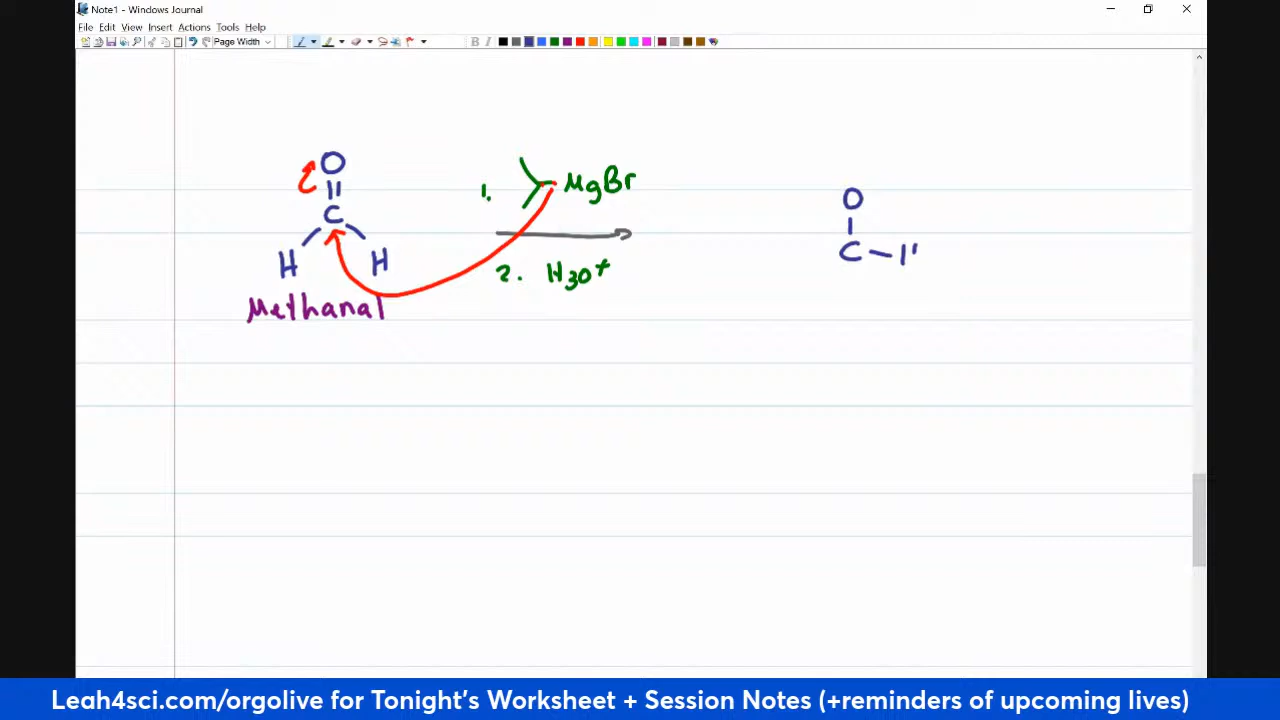 Note1 - Windows Journal
File Edit View Insert Actions Tools Help
Page Width
B I
O
C
H H
Methanal
1. MgBr
2. H3O+
O
C
Leah4sci.com/orgolive for Tonight's Worksheet + Session Notes (+reminders of upcoming lives)